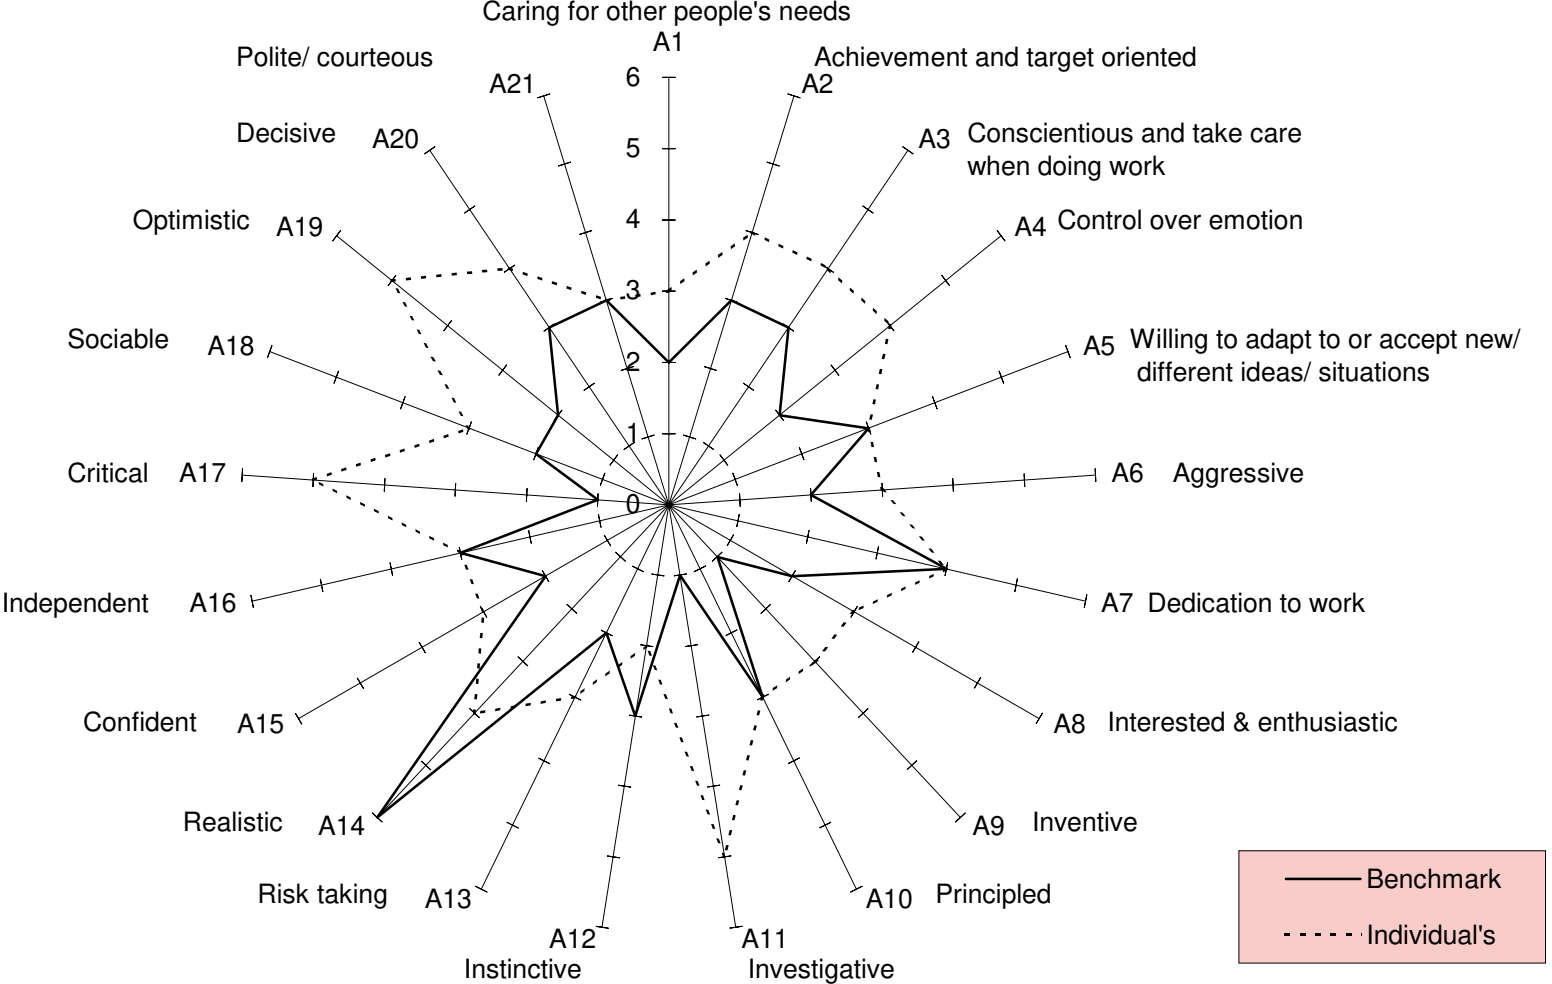 Caring for other people's needs
A1
Polite/ courteous
A21
6
Achievement and target oriented
A2
Decisive
A20
5
A3
Conscientious and take care
when doing work
Optimistic
A19
4
A4
Control over emotion
3
Sociable
A18
2
A5
Willing to adapt to or accept new/
different ideas/ situations
1
Critical
A17
0
A6
Aggressive
Independent
A16
A7
Dedication to work
Confident
A15
A8
Interested & enthusiastic
Realistic
A14
A9
Inventive
Risk taking
A13
A10
Principled
A12
Instinctive
A11
Investigative
Benchmark
Individual's